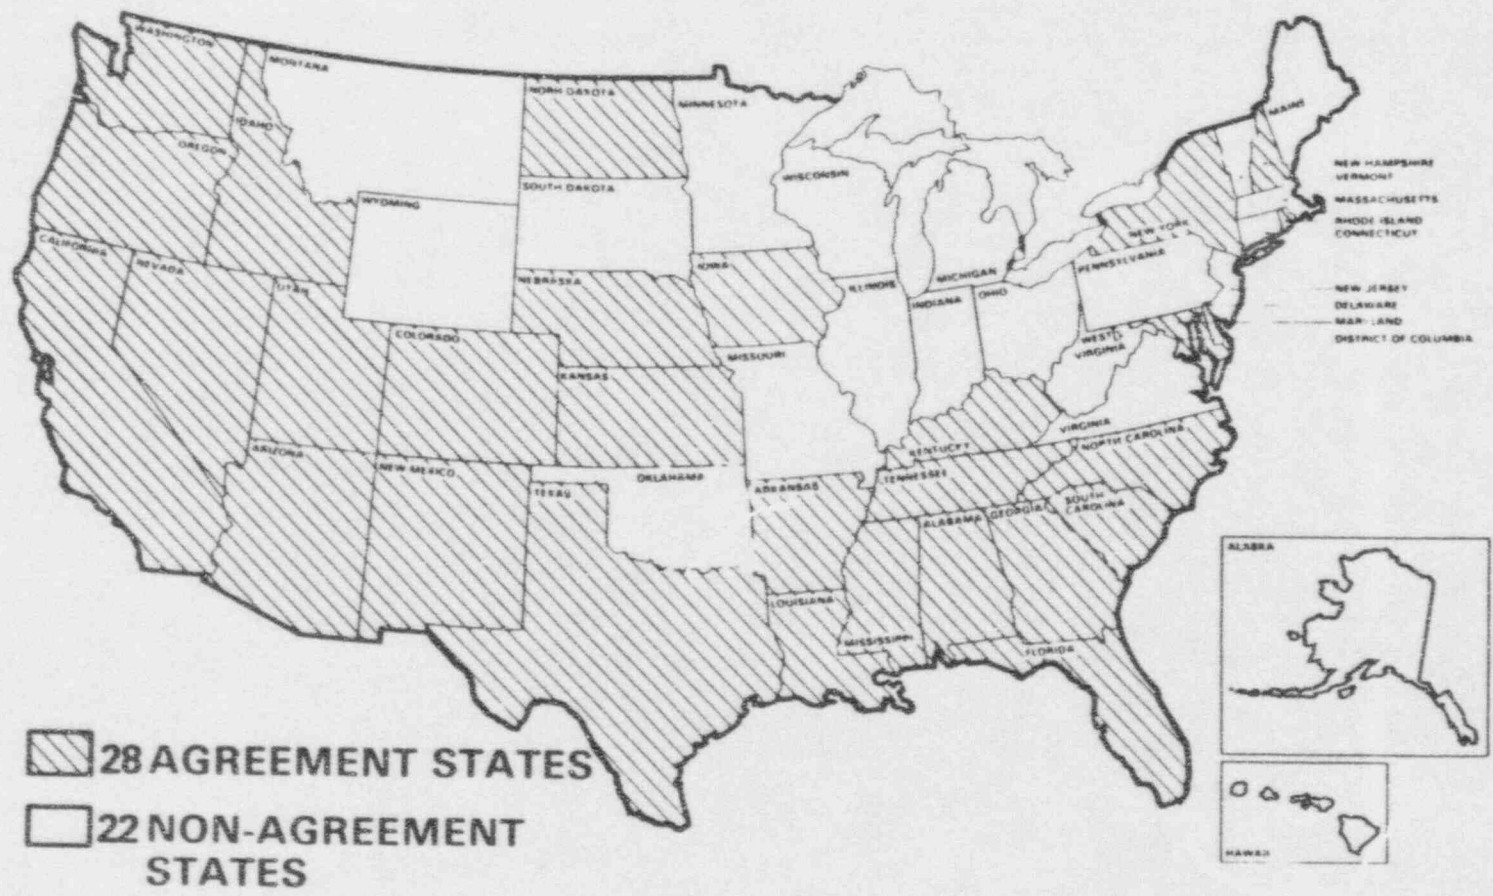 WASHINGTON
MONTANA
NORH DAKOTA
MINNESOTA
MAINE
IDAHO
OREGON
NEW HAMPSHIRE
VERMONT
WISCONSIN
SOUTH DAKOTA
WYOMING
MASSACHUSETTS
RHODE ISLAND
CONNECTICUT
NEW YORK
CALIFORNIA
NEVADA
UTAH
NEBRASKA
IOWA
ILLINOIS
MICHIGAN
PENNSYLVANIA
INDIANA
OHIO
NEW JERSEY
DELAWARE
MARYLAND
DISTRICT OF COLUMBIA
COLORADO
WEST
VIRGINIA
MISSOURI
KANSAS
VIRGINIA
KENTUCKY
NORTH CAROLINA
ARIZONA
NEW MEXICO
OKLAHOMA
TENNESSEE
TEXAS
ARKANSAS
SOUTH
CAROLINA
ALABAMA
GEORGIA
LOUISIANA
MISSISSIPPI
FLORIDA
ALASKA
HAWAII
28 AGREEMENT STATES
22 NON-AGREEMENT
STATES